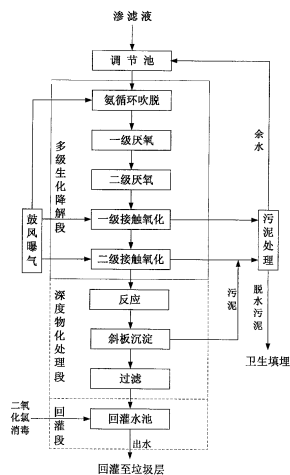 渗滤液
调节池
氨循环吹脱
一级厌氧
二级厌氧
一级接触氧化
二级接触氧化
多级生化降解段
鼓风曝气
污泥处理
余水
反应
斜板沉淀
过滤
深度物化处理段
污泥
脱水污泥
卫生填埋
二氧
化氯
消毒
回灌段
回灌水池
出水
回灌至垃圾层